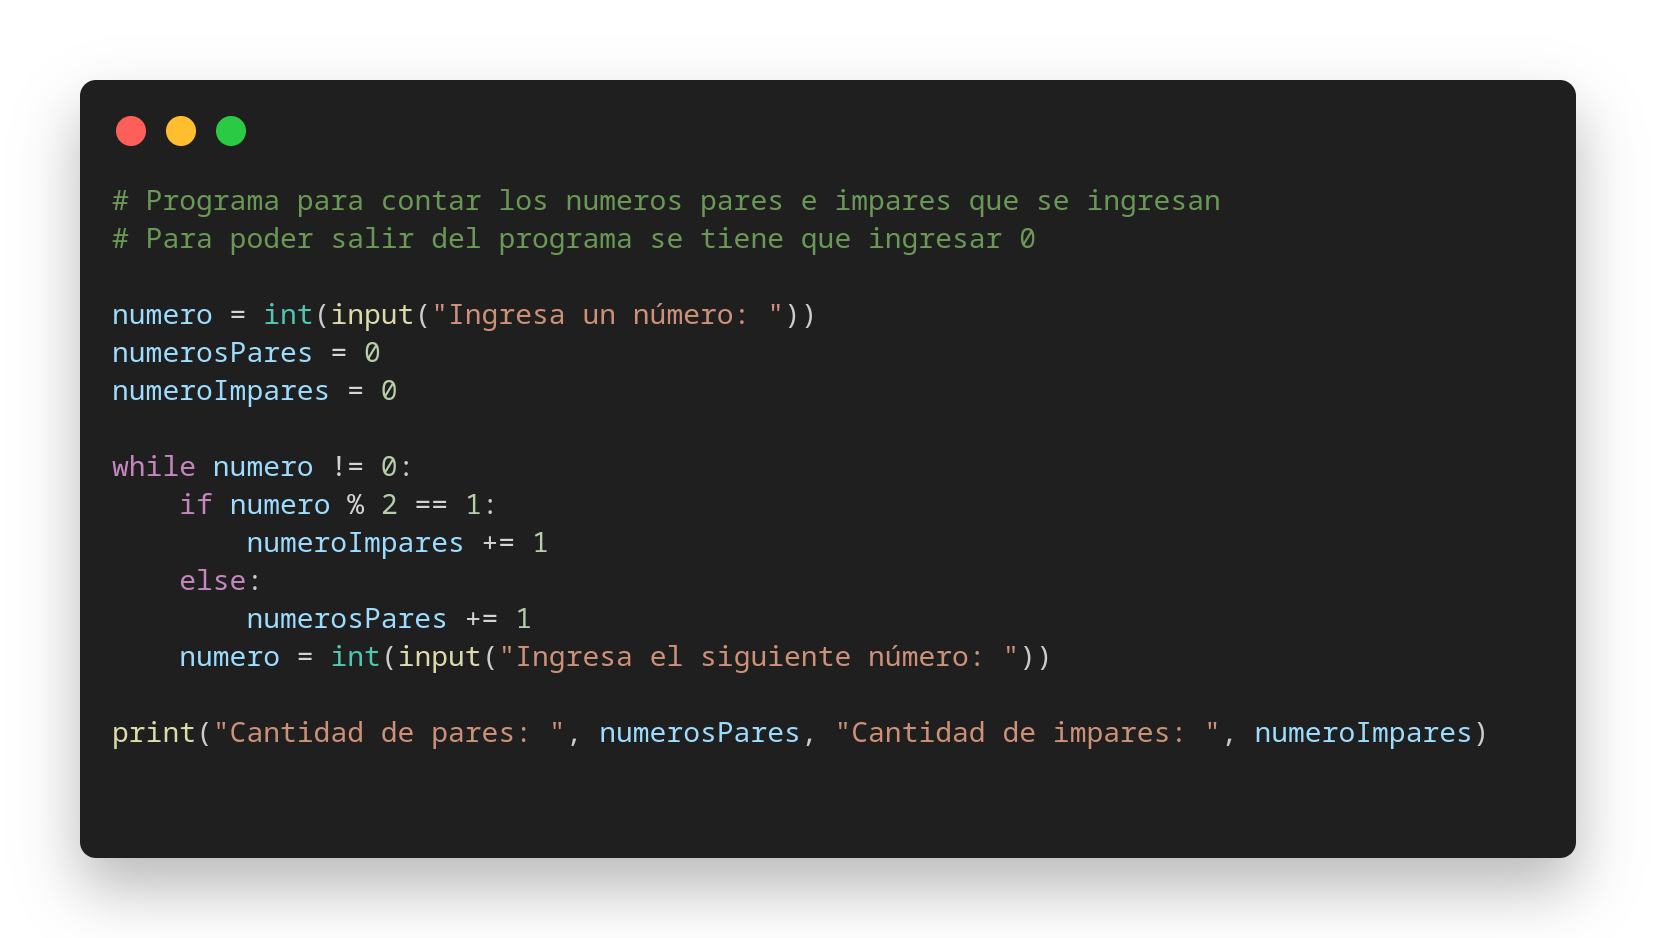 # Programa para contar los numeros pares e impares que se ingresan
# Para poder salir del programa se tiene que ingresar 0

numero = int(input("Ingresa un número: "))
numerosPares = 0
numeroImpares = 0

while numero != 0:
    if numero % 2 == 1:
        numeroImpares += 1
    else:
        numerosPares += 1
    numero = int(input("Ingresa el siguiente número: "))

print("Cantidad de pares: ", numerosPares, "Cantidad de impares: ", numeroImpares)